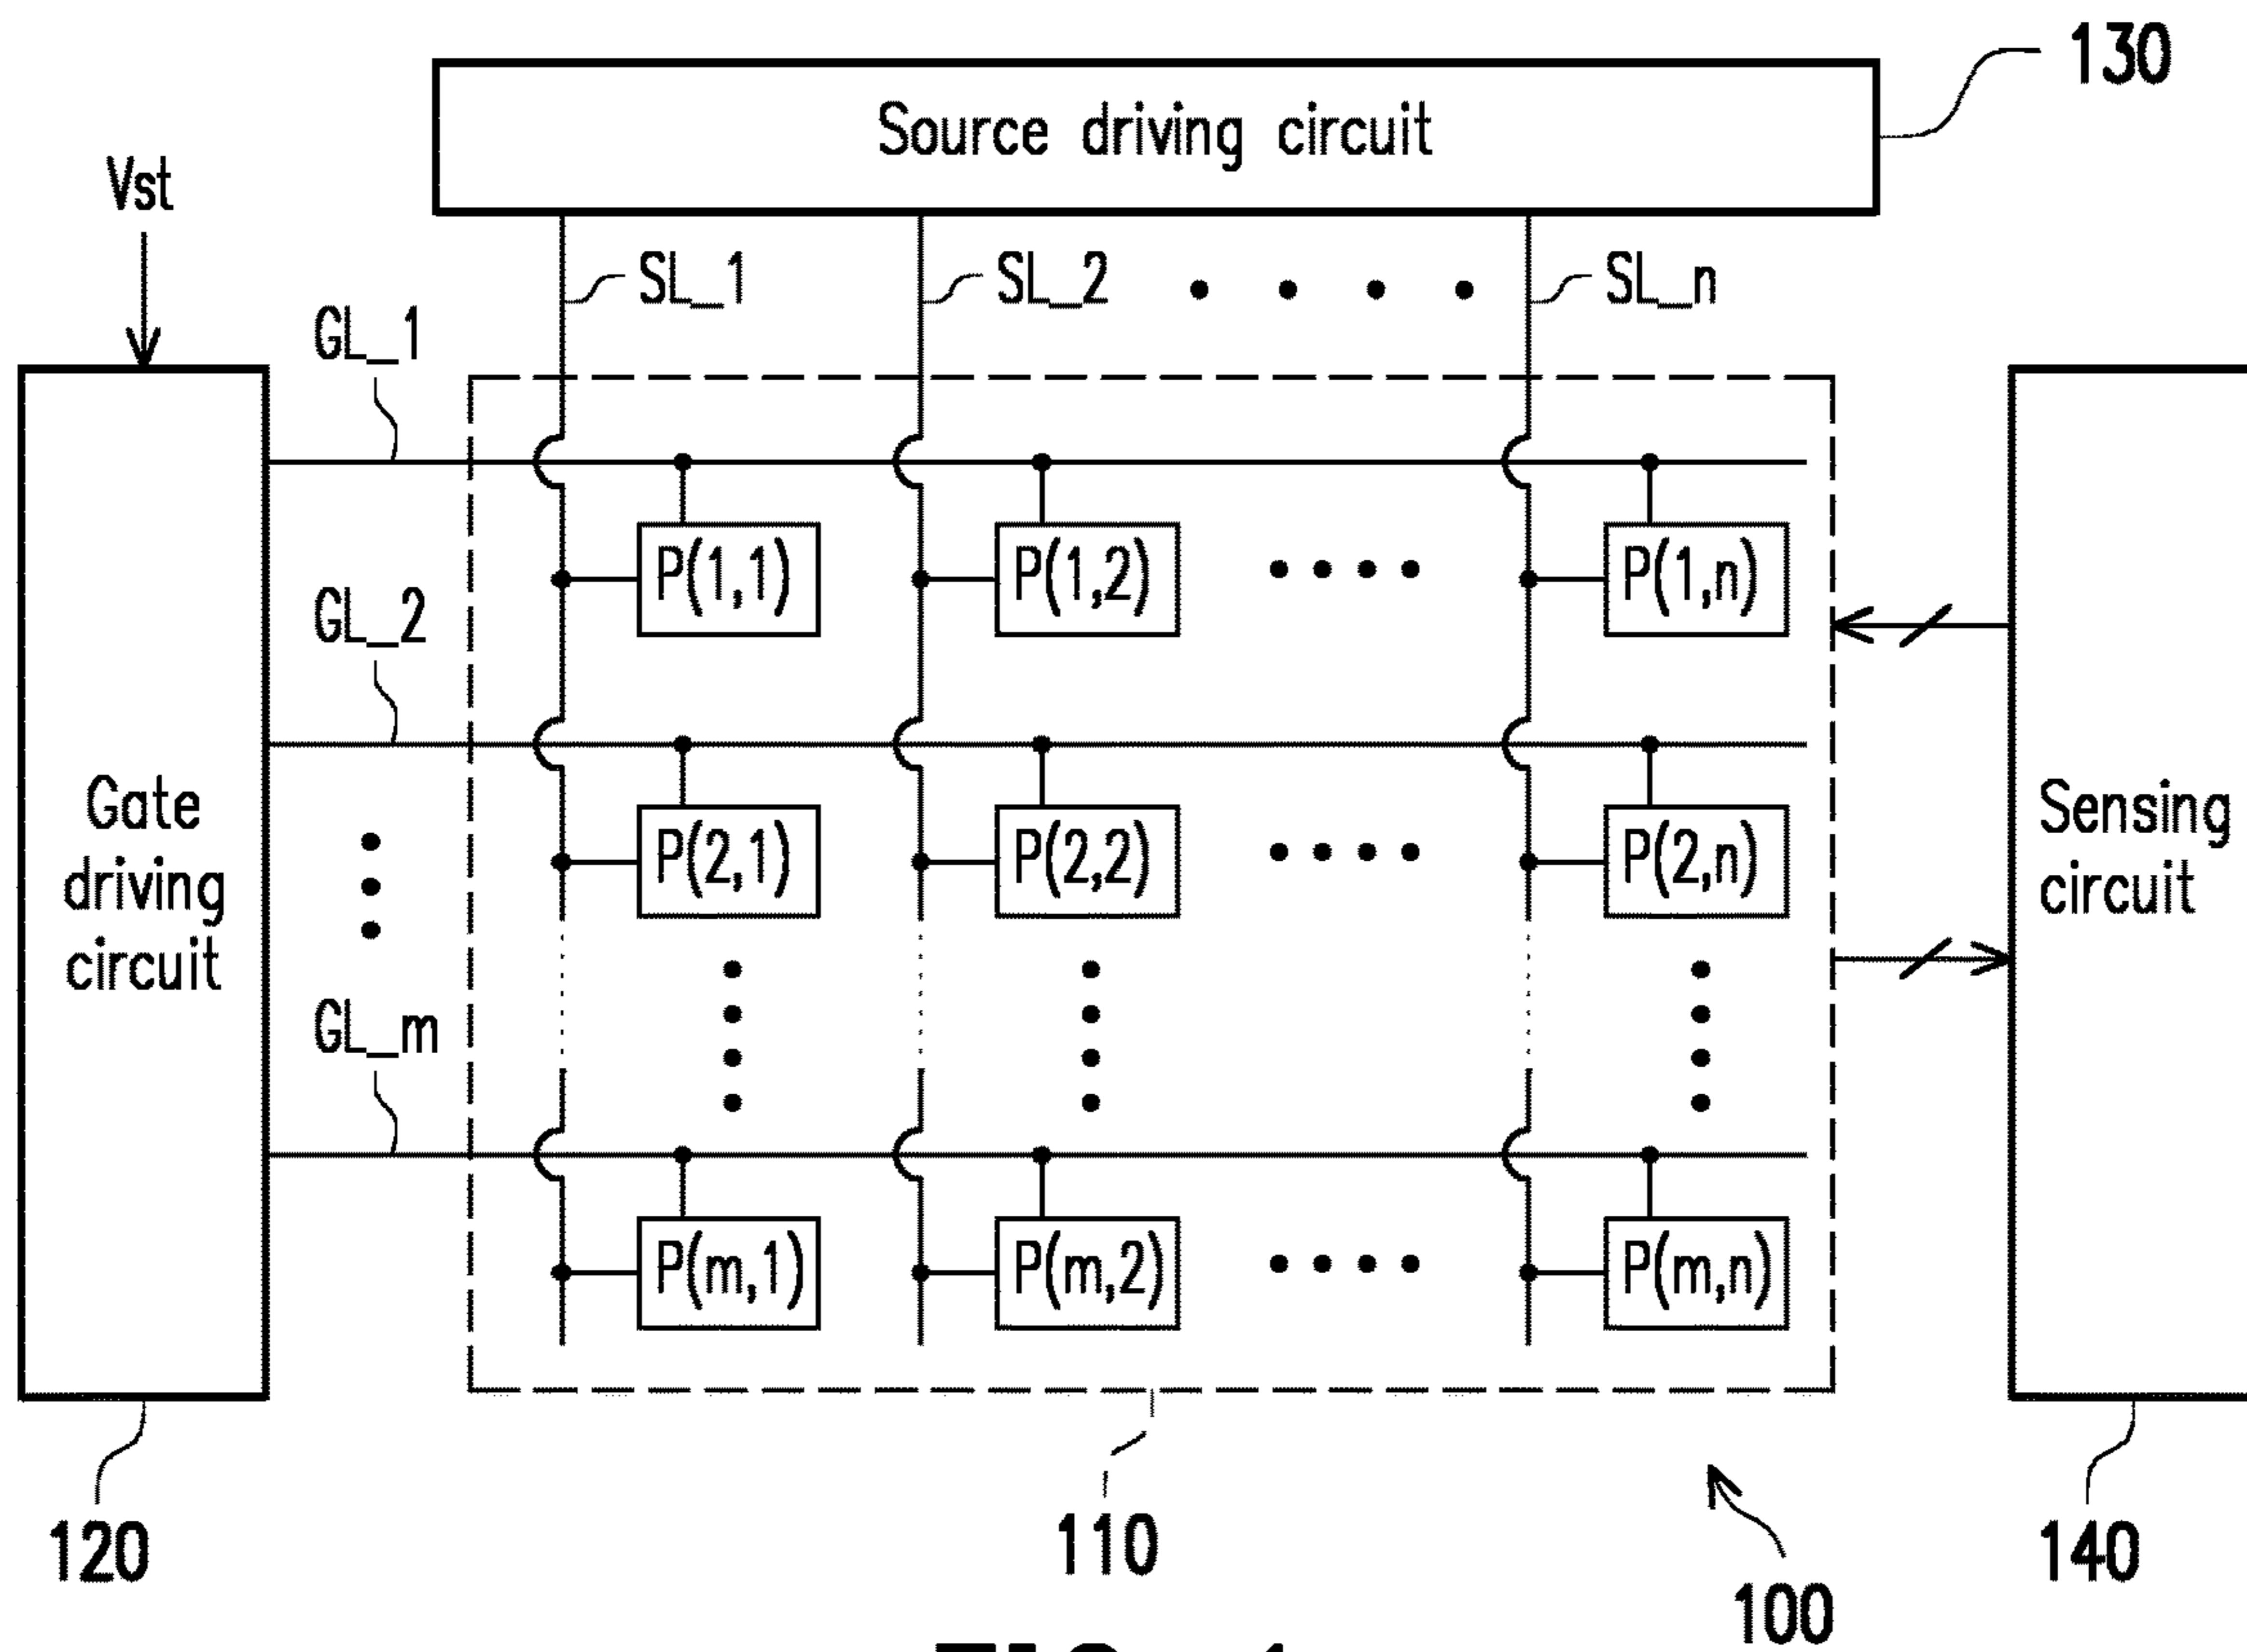 130
Source driving circuit
Vst
SL_1 SL_2 SL_n
GL_1
P(1,1) P(1,2) P(1,n)
GL_2
Gate
driving
circuit
P(2,1) P(2,2) P(2,n)
Sensing
circuit
GL_m
P(m,1) P(m,2) P(m,n)
120
110
140
100